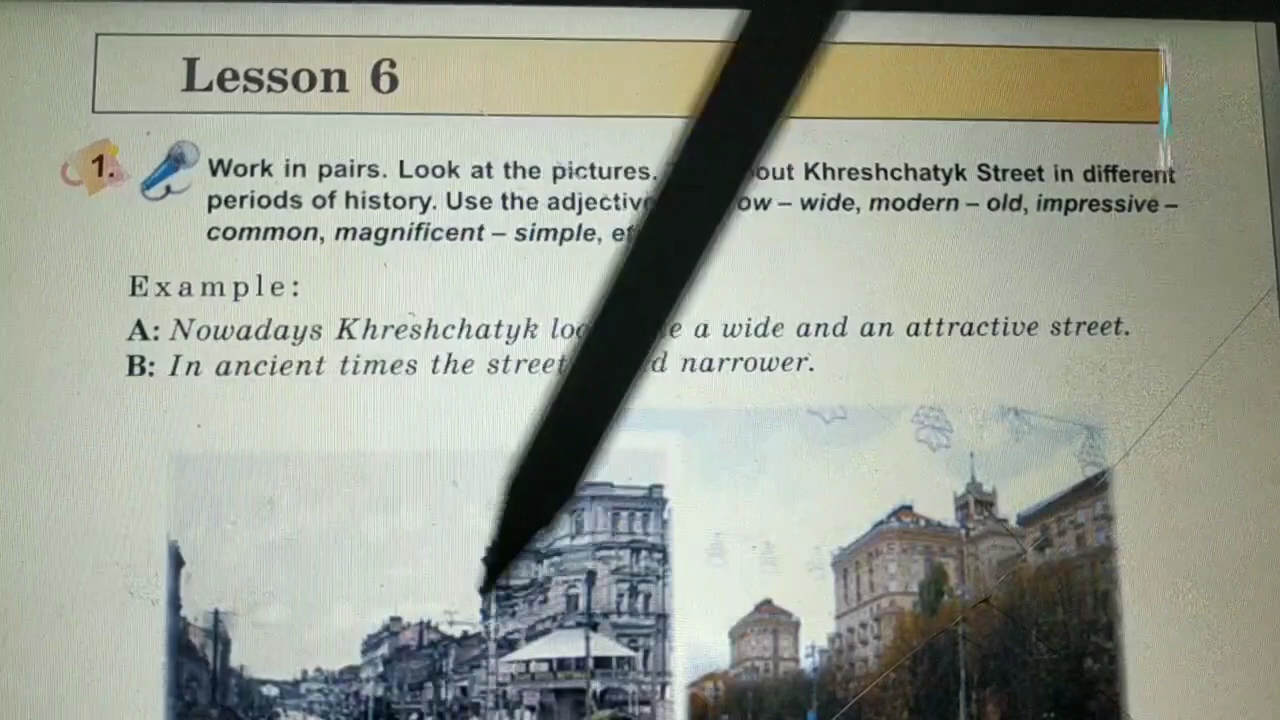 Lesson 6
1. Work in pairs. Look at the pictures. out Khreshchatyk Street in different
periods of history. Use the ow – wide, modern – old, impressive –
common, magnificent – simple,
Example:
A: Nowadays Khreshchatyk a wide and an attractive street.
B: In ancient times the street narrower.